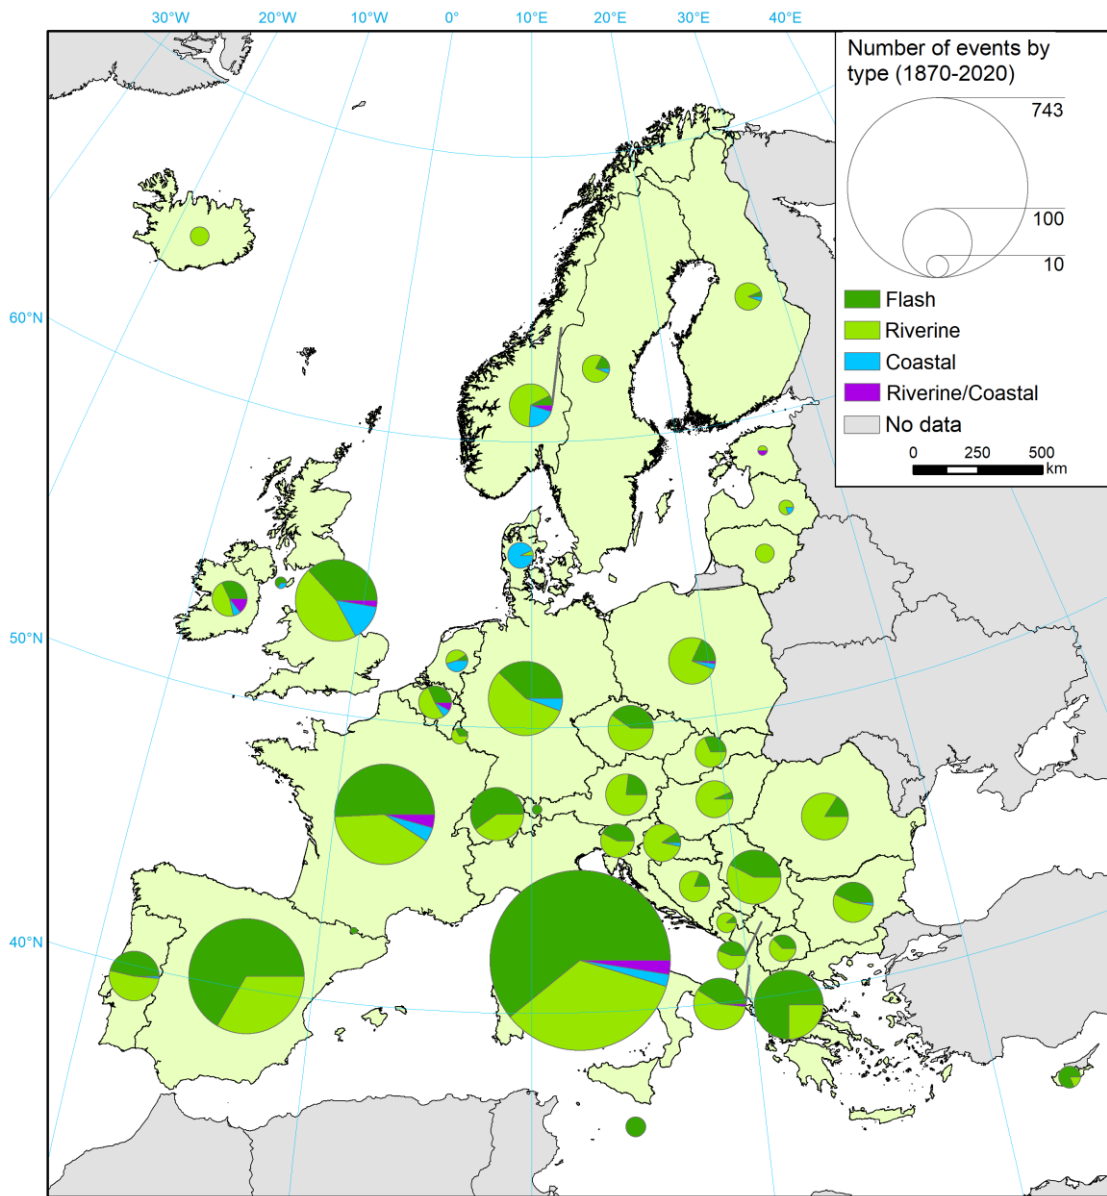 30°W 20°W 0° 10°E 20°E 30°E 40°E
Number of events by
type (1870-2020)
743
100
10
Flash
Riverine
Coastal
Riverine/Coastal
No data
0 250 500
km
60°N
50°N
40°N